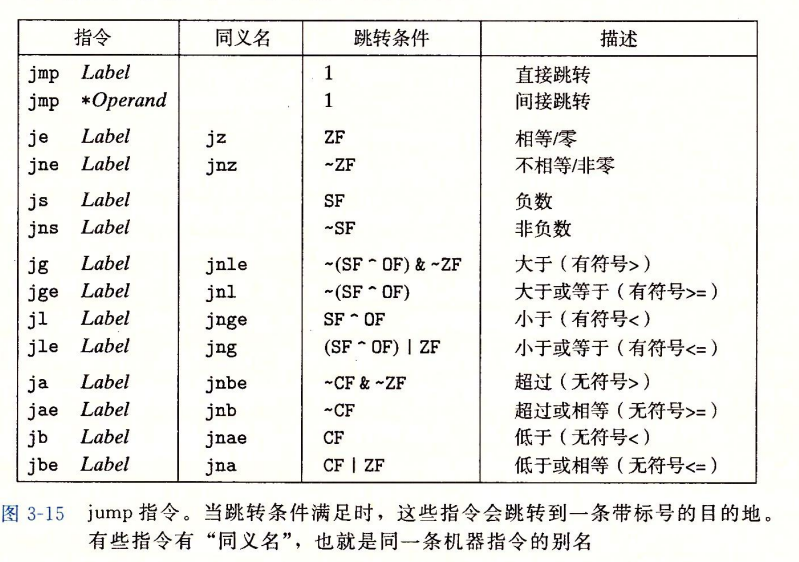 指令 同义名 跳转条件 描述
jmp Label 1 直接跳转
jmp *Operand 1 间接跳转
je Label jz ZF 相等/零
jne Label jnz ~ZF 不相等/非零
js Label SF 负数
jns Label ~SF 非负数
jg Label jnle ~(SF ^ OF) & ~ZF 大于（有符号>）
jge Label jnl ~(SF ^ OF) 大于或等于（有符号>=）
jl Label jnge SF ^ OF 小于（有符号<）
jle Label jng (SF ^ OF) | ZF 小于或等于（有符号<=）
ja Label jnbe ~CF & ~ZF 超过（无符号>）
jae Label jnb ~CF 超过或相等（无符号>=）
jb Label jnae CF 低于（无符号<）
jbe Label jna CF | ZF 低于或相等（无符号<=）
图 3-15 jump 指令。当跳转条件满足时，这些指令会跳转到一条带标号的目的地。
有些指令有“同义名”，也就是同一条机器指令的别名